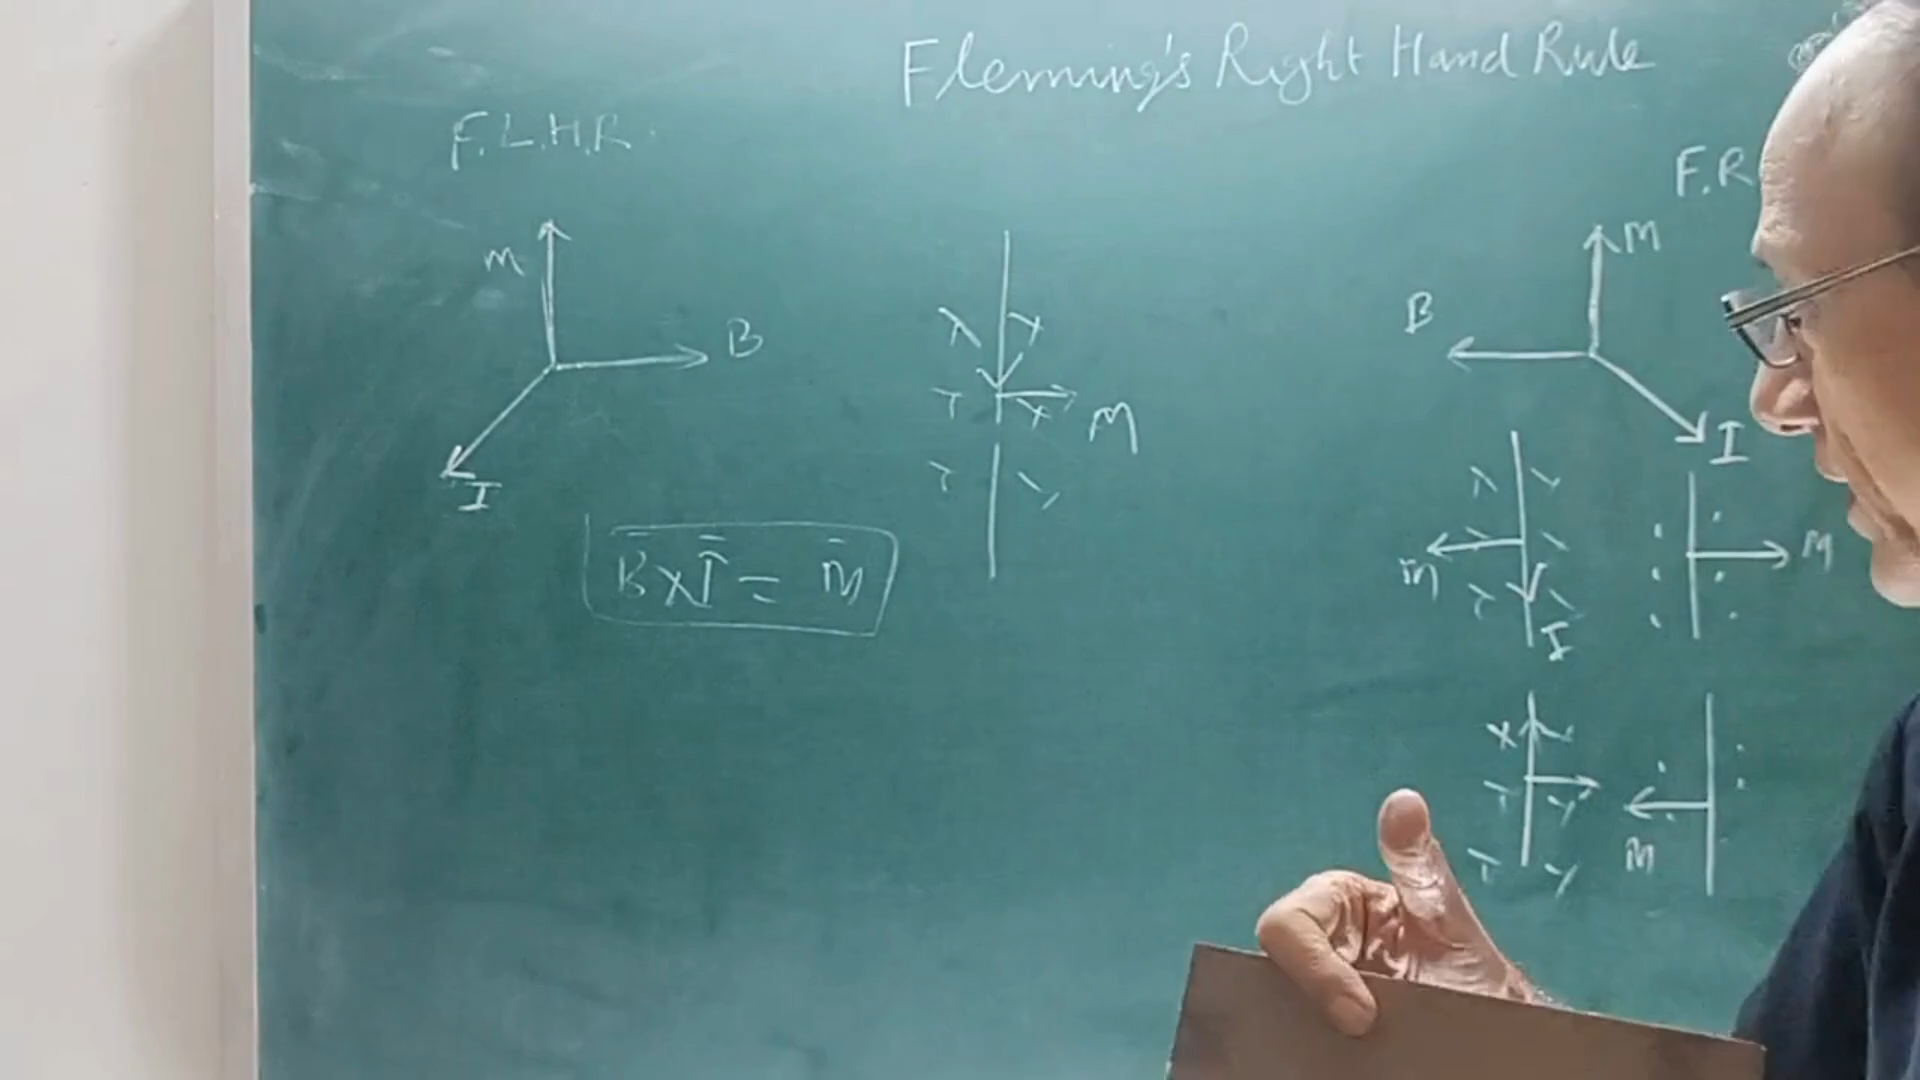 Fleming's Right Hand Rule
F.L.H.R.
F.R
m
B
I
M
B̄ x Ī = m̄
M
B
I
m
I
M
M